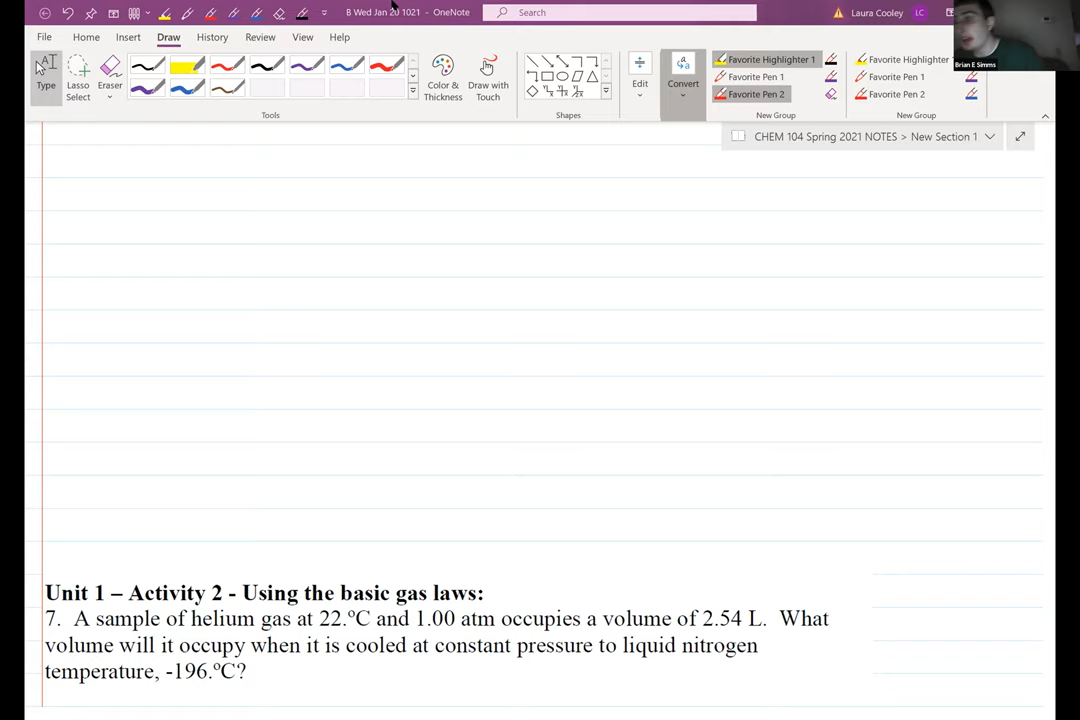 B Wed Jan 20 1021 - OneNote
Search
Laura Cooley LC
Brian E Simms
File Home Insert Draw History Review View Help
Type
Lasso Select
Eraser
Color & Thickness
Draw with Touch
Edit
Convert
Favorite Highlighter 1
Favorite Pen 1
Favorite Pen 2
Favorite Highlighter
Favorite Pen 1
Favorite Pen 2
Tools
Shapes
New Group
New Group
CHEM 104 Spring 2021 NOTES > New Section 1
Unit 1 – Activity 2 - Using the basic gas laws:
7. A sample of helium gas at 22.ºC and 1.00 atm occupies a volume of 2.54 L. What
volume will it occupy when it is cooled at constant pressure to liquid nitrogen
temperature, -196.ºC?